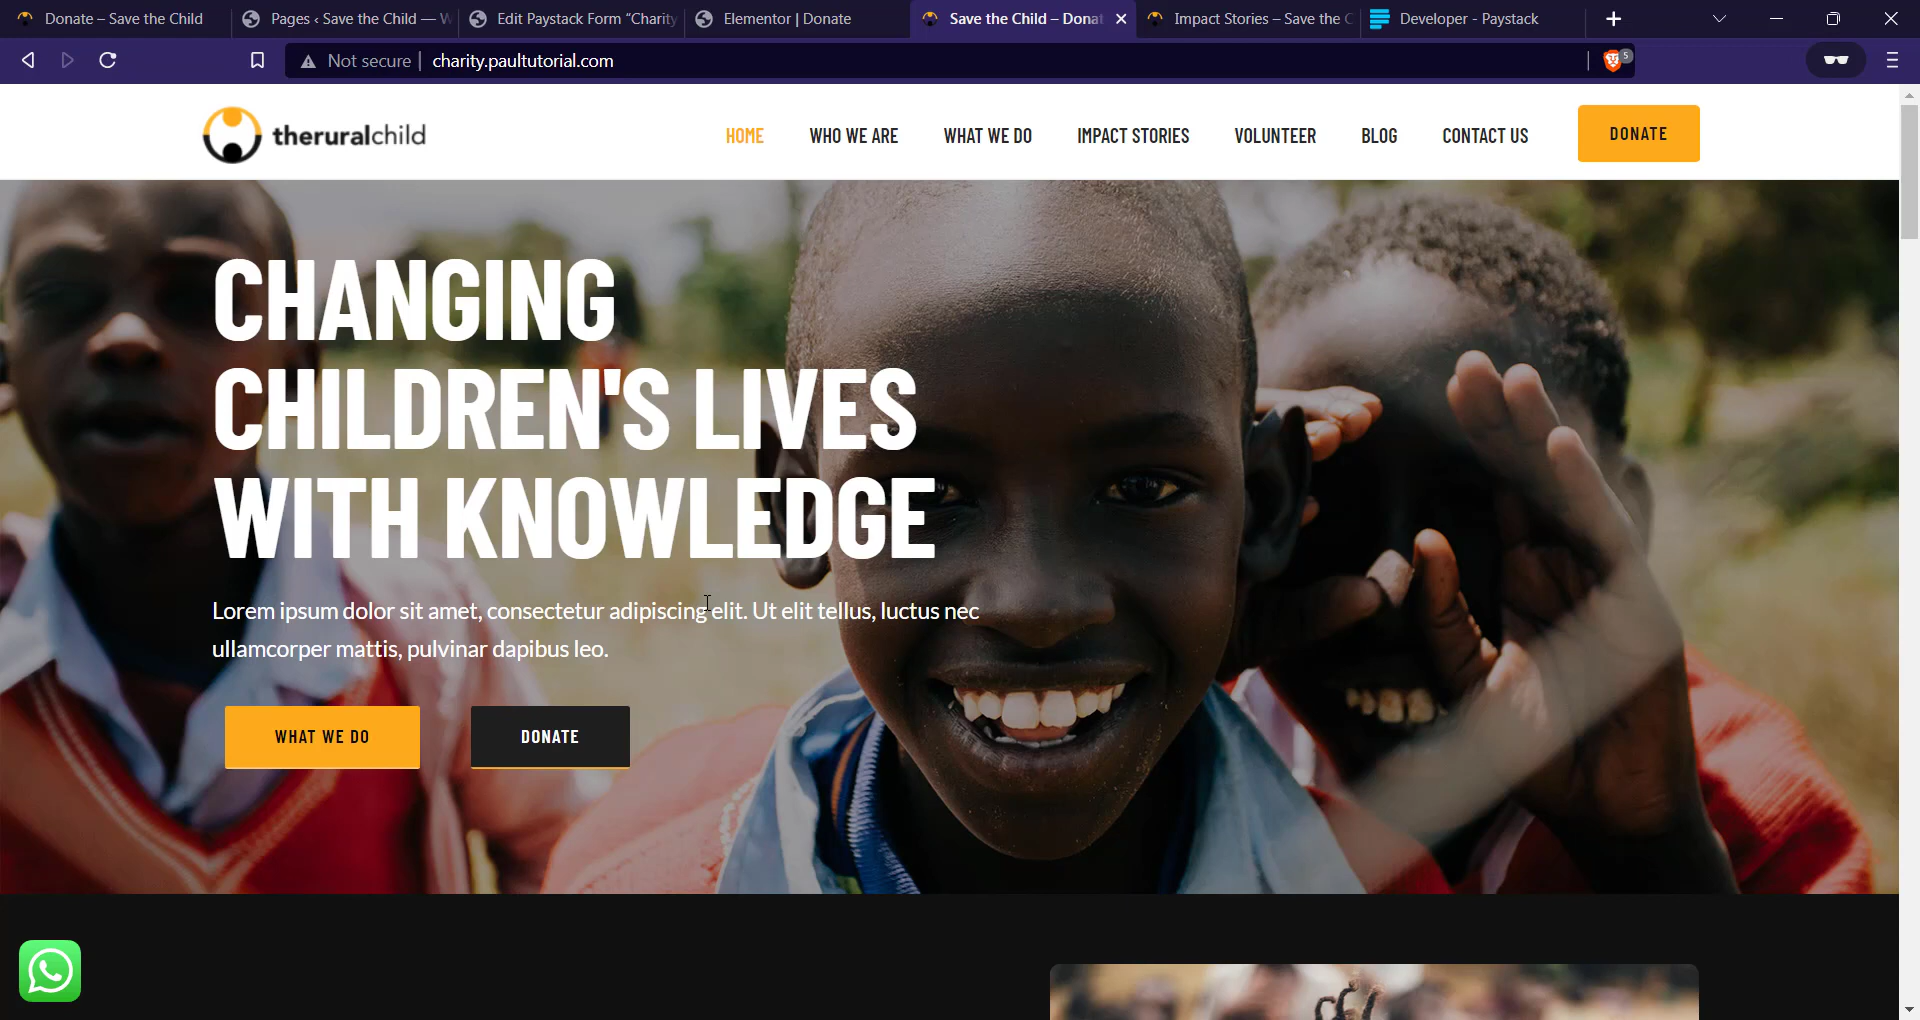 Donate – Save the Child
Pages ‹ Save the Child — W
Edit Paystack Form “Charity
Elementor | Donate
Save the Child – Donat
Impact Stories – Save the C
Developer - Paystack
Not secure
charity.paultutorial.com
5
theruralchild
HOME
WHO WE ARE
WHAT WE DO
IMPACT STORIES
VOLUNTEER
BLOG
CONTACT US
DONATE
CHANGING
CHILDREN'S LIVES
WITH KNOWLEDGE
Lorem ipsum dolor sit amet, consectetur adipiscing elit. Ut elit tellus, luctus nec
ullamcorper mattis, pulvinar dapibus leo.
WHAT WE DO
DONATE